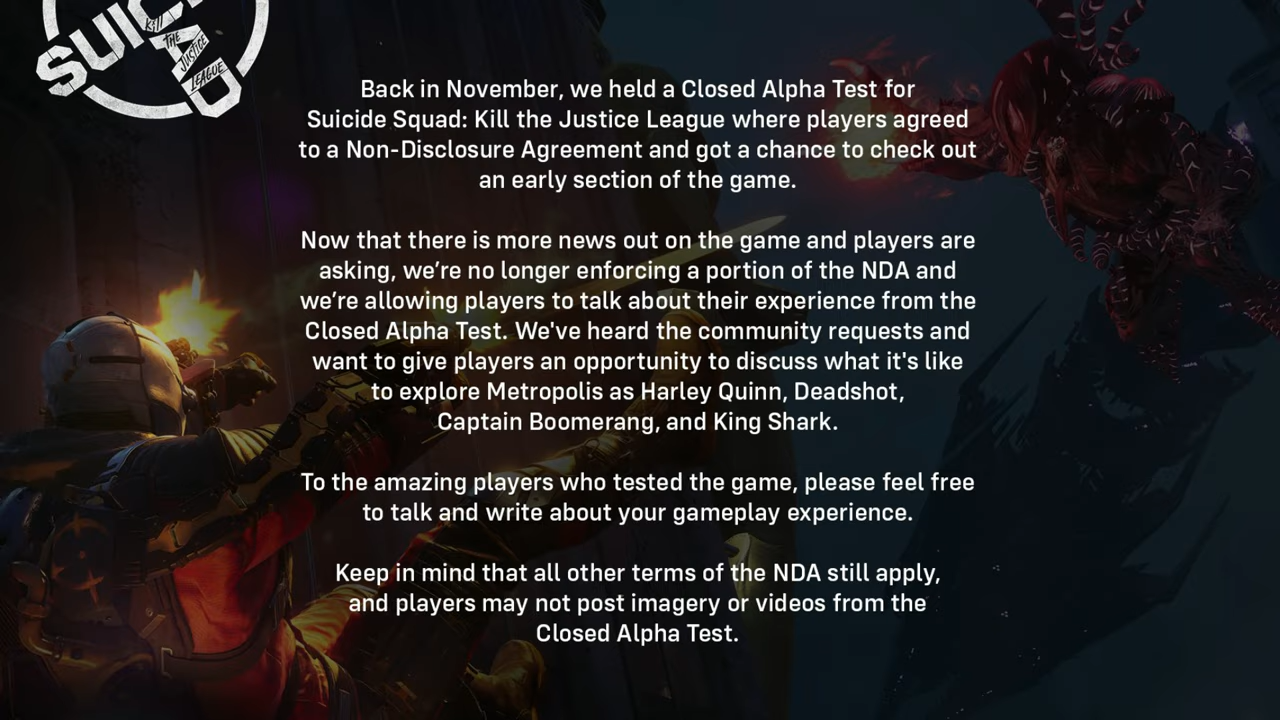 SUICI
Kill
THE
JUSTICE
LEAGUE
Back in November, we held a Closed Alpha Test for
Suicide Squad: Kill the Justice League where players agreed
to a Non-Disclosure Agreement and got a chance to check out
an early section of the game.
Now that there is more news out on the game and players are
asking, we’re no longer enforcing a portion of the NDA and
we’re allowing players to talk about their experience from the
Closed Alpha Test. We've heard the community requests and
want to give players an opportunity to discuss what it's like
to explore Metropolis as Harley Quinn, Deadshot,
Captain Boomerang, and King Shark.
To the amazing players who tested the game, please feel free
to talk and write about your gameplay experience.
Keep in mind that all other terms of the NDA still apply,
and players may not post imagery or videos from the
Closed Alpha Test.